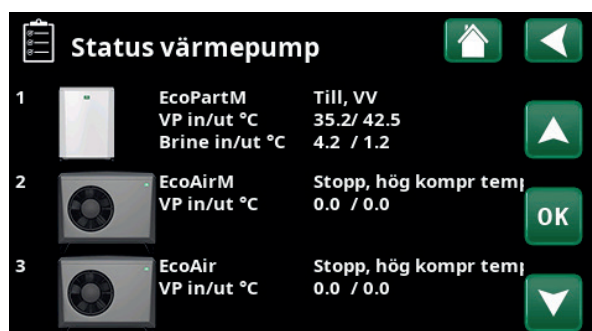 Status värmepump
1 EcoPartM Till, VV
VP in/ut °C 35.2/ 42.5
Brine in/ut °C 4.2 / 1.2
2 EcoAirM Stopp, hög kompr temp
VP in/ut °C 0.0 / 0.0
OK
3 EcoAir Stopp, hög kompr temp
VP in/ut °C 0.0 / 0.0